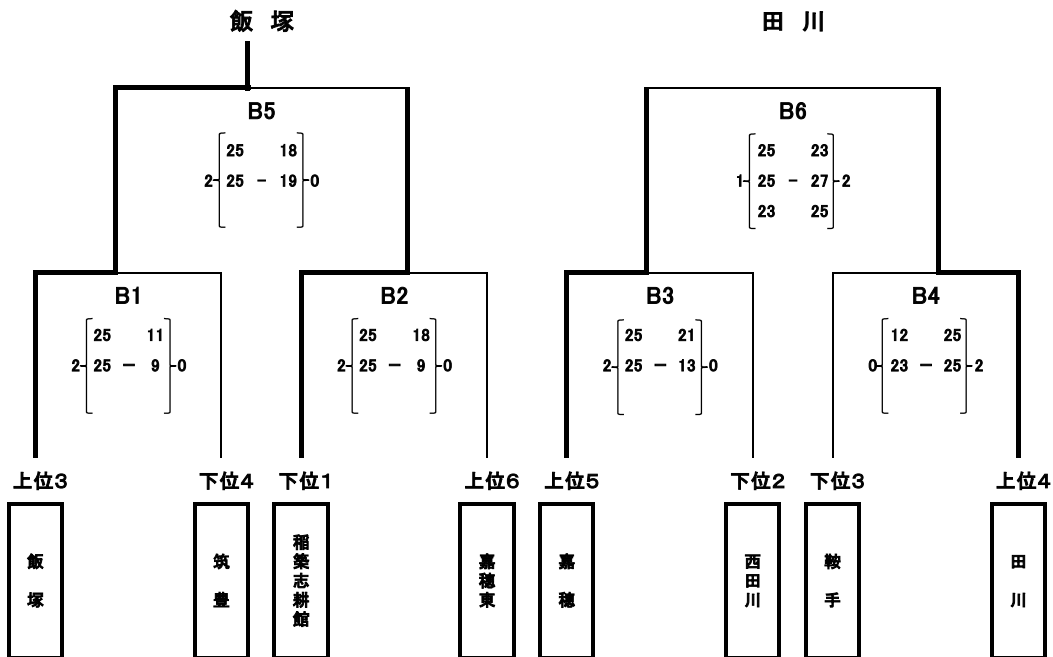 飯 塚
田 川
B5
25 18
2 25 - 19 0
B6
25 23
1 25 - 27 2
23 25
B1
25 11
2 25 - 9 0
B2
25 18
2 25 - 9 0
B3
25 21
2 25 - 13 0
B4
12 25
0 23 - 25 2
上位3
下位4
下位1
上位6
上位5
下位2
下位3
上位4
飯塚
筑豊
稲築志耕館
嘉穂東
嘉穂
西田川
鞍手
田川